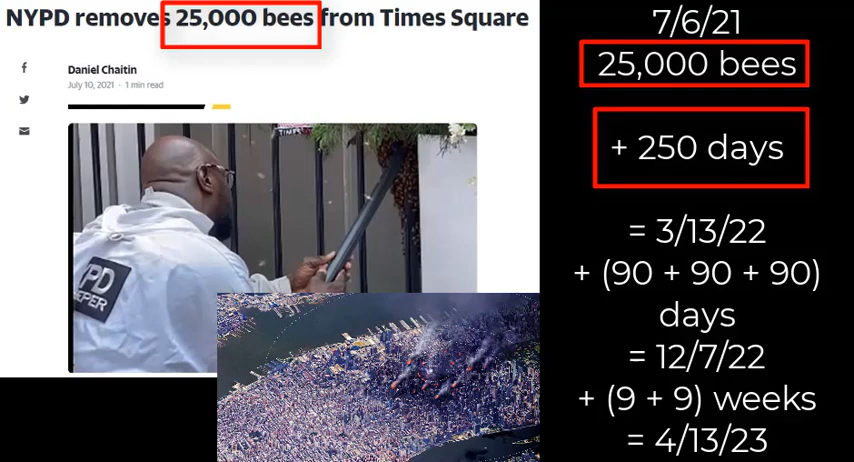 NYPD removes 25,000 bees from Times Square
Daniel Chaitin
July 10, 2021 · 1 min read
TIMES
PD
EEPER
7/6/21
25,000 bees
+ 250 days
= 3/13/22
+ (90 + 90 + 90)
days
= 12/7/22
+ (9 + 9) weeks
= 4/13/23